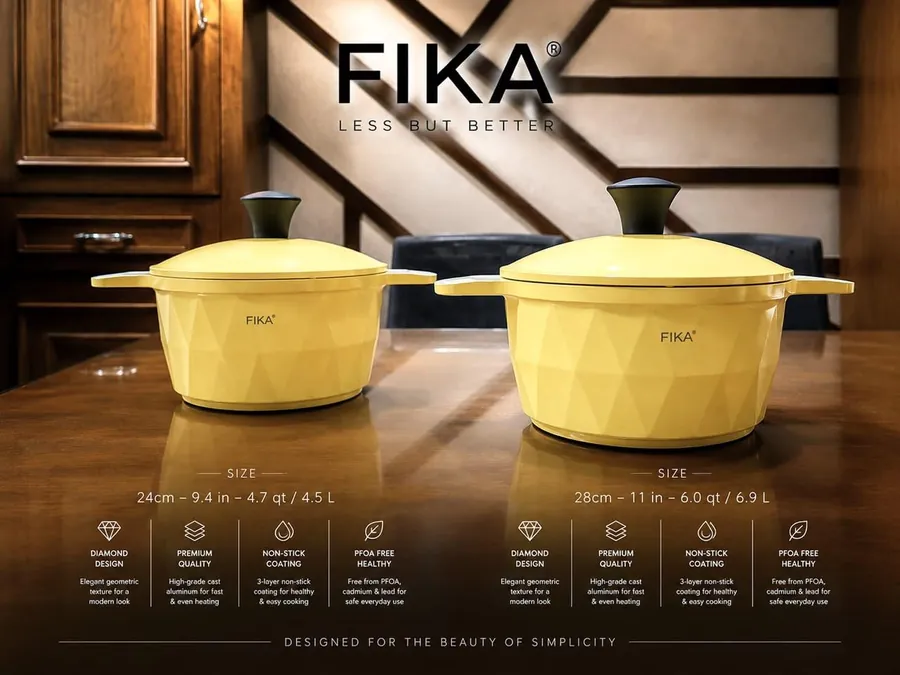 FIKA®
LESS BUT BETTER
FIKA®
FIKA®
SIZE
24cm – 9.4 in – 4.7 qt / 4.5 L
DIAMOND
DESIGN
Elegant geometric
texture for a
modern look
PREMIUM
QUALITY
High-grade cast
aluminum for fast
& even heating
NON-STICK
COATING
3-layer non-stick
coating for healthy
& easy cooking
PFOA FREE
HEALTHY
Free from PFOA,
cadmium & lead for
safe everyday use
SIZE
28cm – 11 in – 6.0 qt / 6.9 L
DIAMOND
DESIGN
Elegant geometric
texture for a
modern look
PREMIUM
QUALITY
High-grade cast
aluminum for fast
& even heating
NON-STICK
COATING
3-layer non-stick
coating for healthy
& easy cooking
PFOA FREE
HEALTHY
Free from PFOA,
cadmium & lead for
safe everyday use
DESIGNED FOR THE BEAUTY OF SIMPLICITY